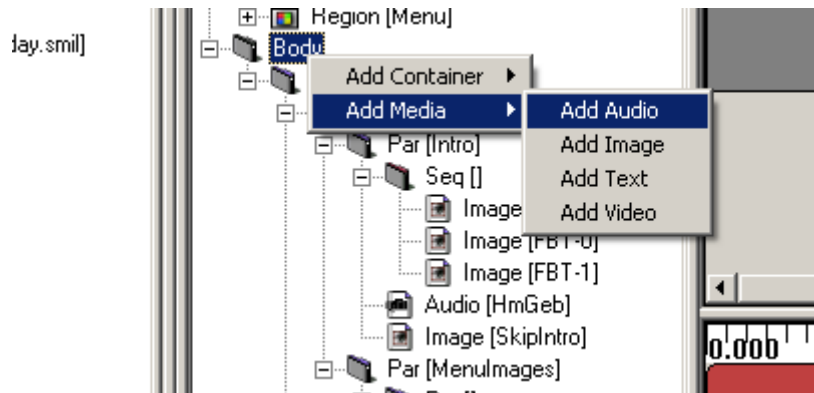 Region [Menu]
day.smil]
Body
Add Container
Add Media
Add Audio
Par [Intro]
Add Image
Seq []
Add Text
Image
Add Video
Image [FBT-0]
Image [FBT-1]
Audio [HmGeb]
Image [SkipIntro]
0.000
Par [MenuImages]